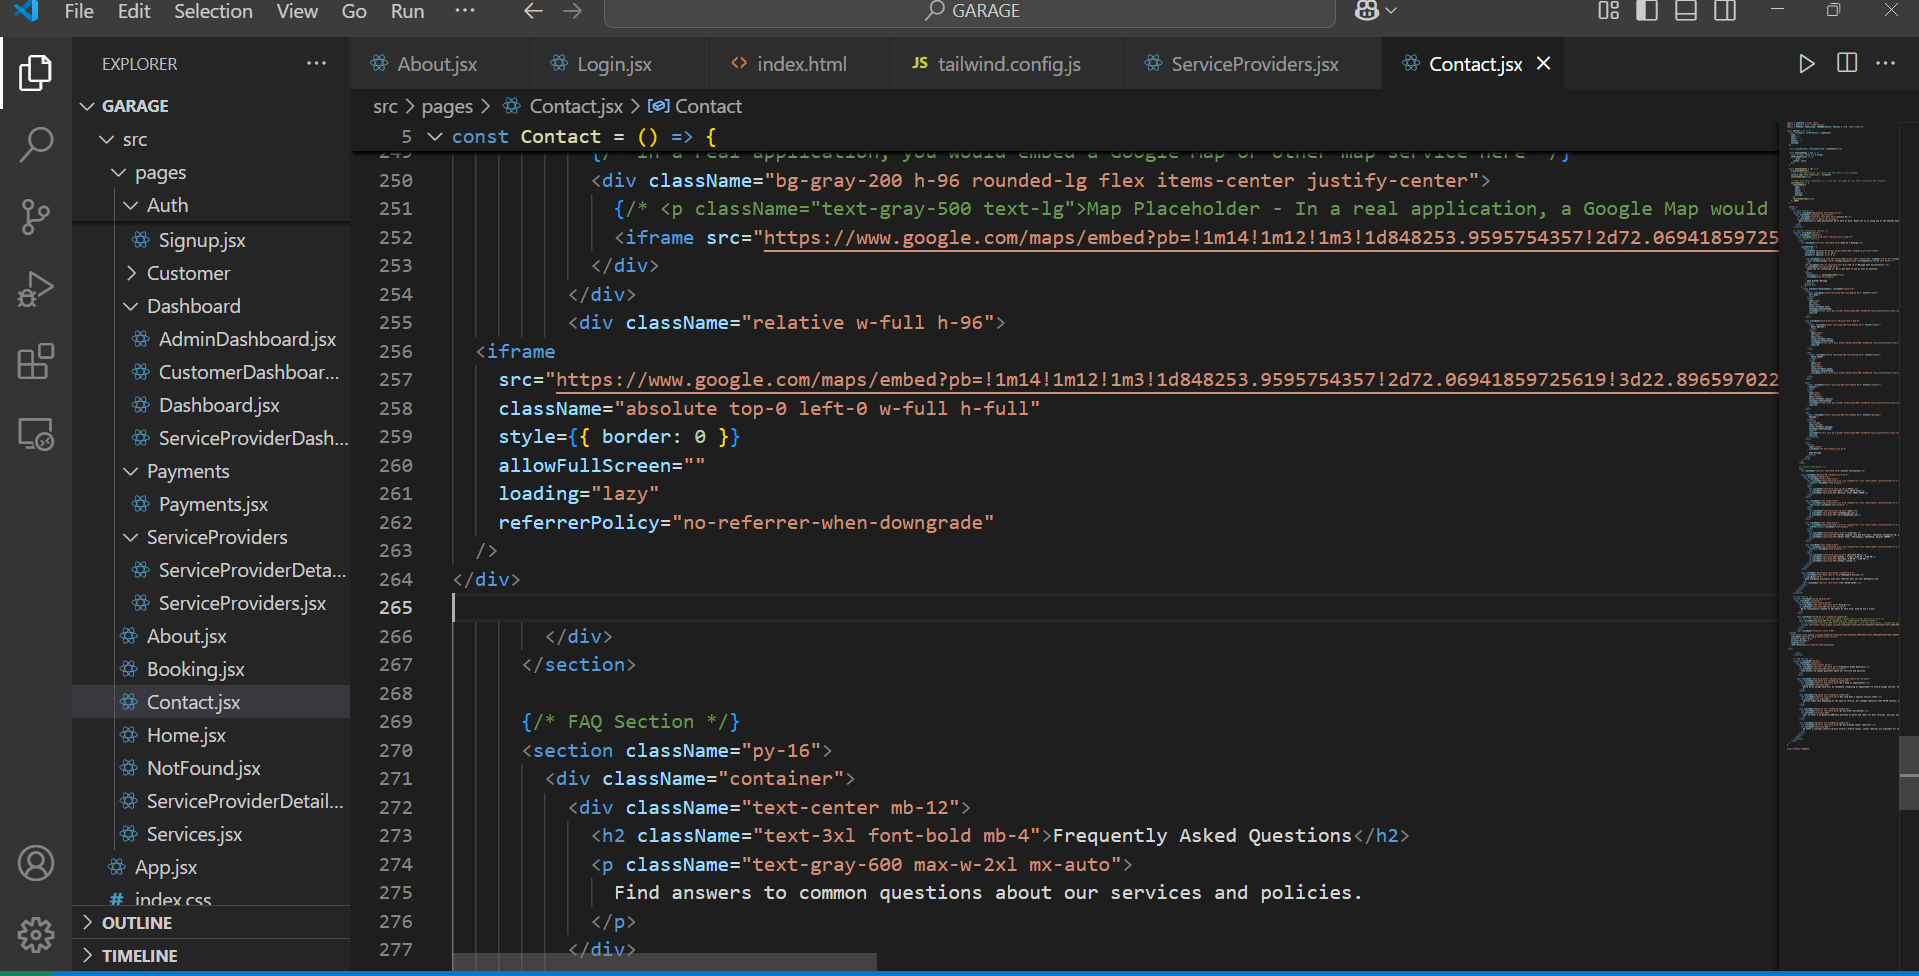 File Edit Selection View Go Run ··· GARAGE
EXPLORER ···
About.jsx Login.jsx index.html JS tailwind.config.js ServiceProviders.jsx Contact.jsx ···
GARAGE
src
pages
Auth
Signup.jsx
Customer
Dashboard
AdminDashboard.jsx
CustomerDashboar...
Dashboard.jsx
ServiceProviderDash...
Payments
Payments.jsx
ServiceProviders
ServiceProviderDeta...
ServiceProviders.jsx
About.jsx
Booking.jsx
Contact.jsx
Home.jsx
NotFound.jsx
ServiceProviderDetail...
Services.jsx
App.jsx
# index.css
OUTLINE
TIMELINE
src > pages > Contact.jsx > Contact
5 const Contact = () => {
249 {/* In a real application, you would embed a Google Map or other map service here */}
250 <div className="bg-gray-200 h-96 rounded-lg flex items-center justify-center">
251 {/* <p className="text-gray-500 text-lg">Map Placeholder - In a real application, a Google Map would
252 <iframe src="https://www.google.com/maps/embed?pb=!1m14!1m12!1m3!1d848253.9595754357!2d72.06941859725
253 </div>
254 </div>
255 <div className="relative w-full h-96">
256 <iframe
257 src="https://www.google.com/maps/embed?pb=!1m14!1m12!1m3!1d848253.9595754357!2d72.06941859725619!3d22.896597022
258 className="absolute top-0 left-0 w-full h-full"
259 style={{ border: 0 }}
260 allowFullScreen=""
261 loading="lazy"
262 referrerPolicy="no-referrer-when-downgrade"
263 />
264 </div>
265
266 </div>
267 </section>
268
269 {/* FAQ Section */}
270 <section className="py-16">
271 <div className="container">
272 <div className="text-center mb-12">
273 <h2 className="text-3xl font-bold mb-4">Frequently Asked Questions</h2>
274 <p className="text-gray-600 max-w-2xl mx-auto">
275 Find answers to common questions about our services and policies.
276 </p>
277 </div>